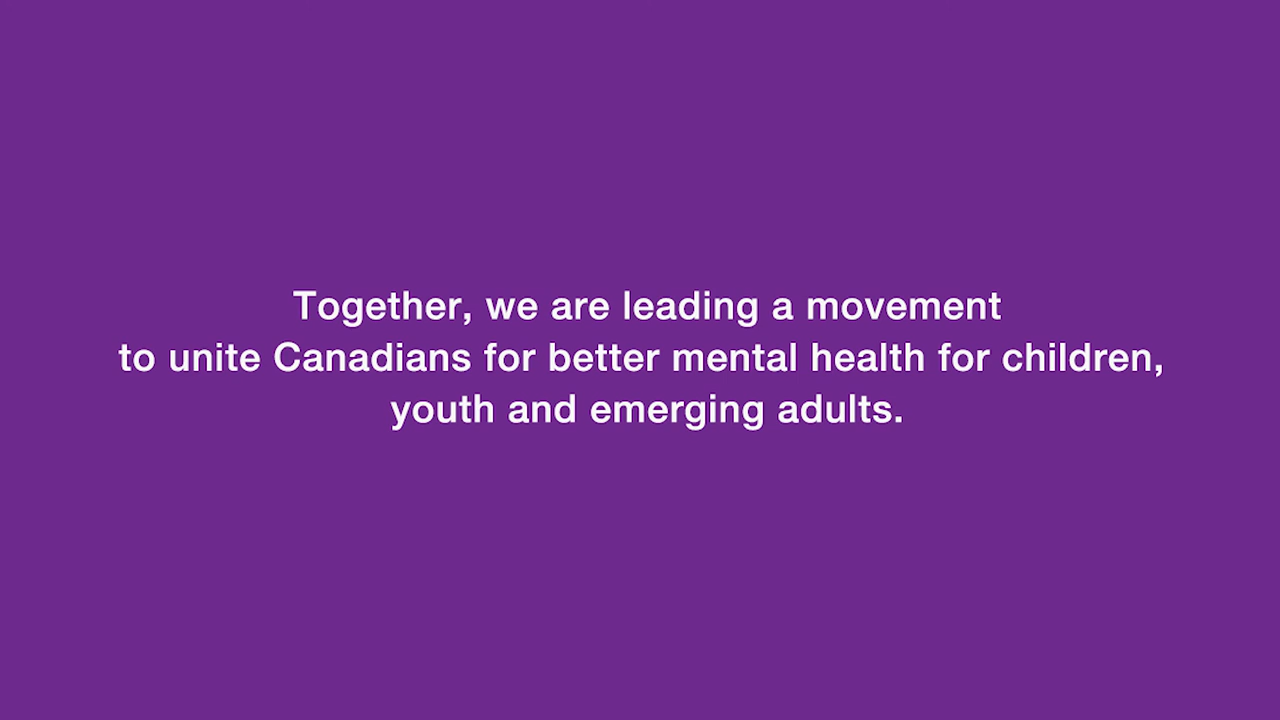 Together, we are leading a movement
to unite Canadians for better mental health for children,
youth and emerging adults.